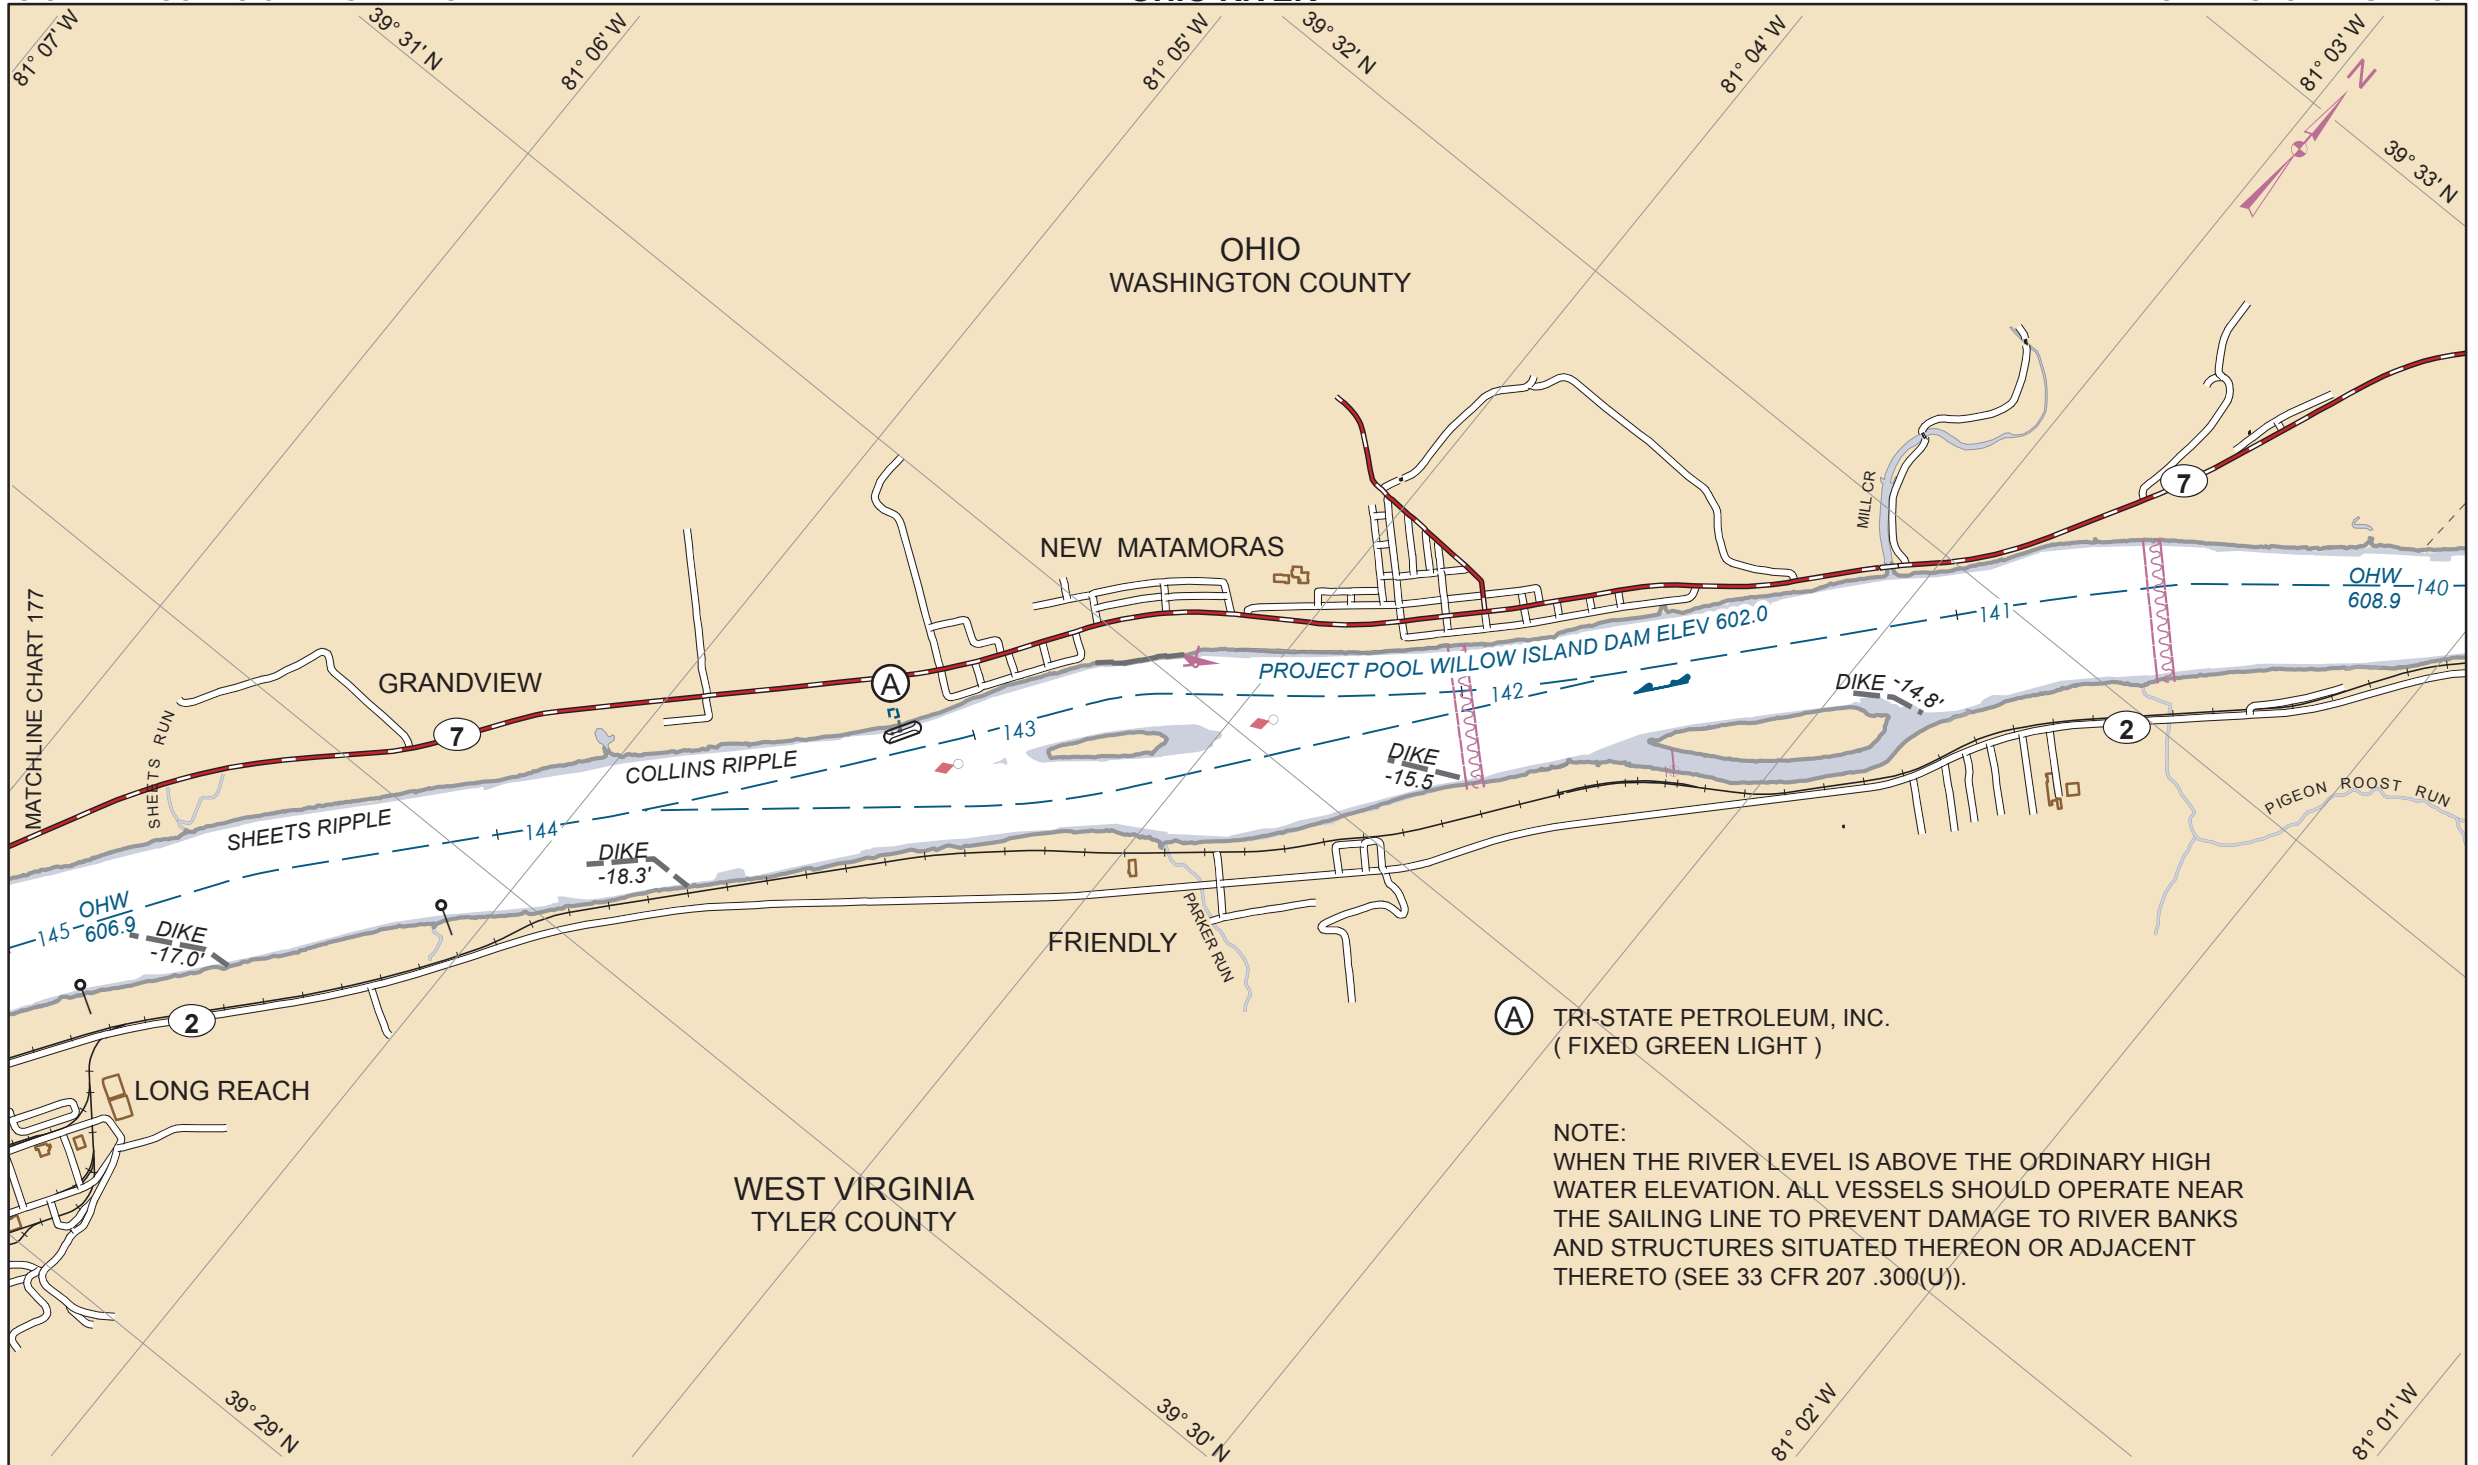 OHIO RIVER
81° 07' W
39° 31' N
81° 06' W
81° 05' W
39° 32' N
81° 04' W
81° 03' W
N
39° 33' N
OHIO
WASHINGTON COUNTY
MATCHLINE CHART 177
SHEETS RUN
GRANDVIEW
7
A
NEW MATAMORAS
MILL CR
7
OHW
608.9
140
141
PROJECT POOL WILLOW ISLAND DAM ELEV 602.0
142
DIKE -14.8'
143
COLLINS RIPPLE
DIKE
-15.5
2
PIGEON ROOST RUN
SHEETS RIPPLE
144
DIKE
-18.3'
145
OHW
606.9
DIKE
-17.0'
FRIENDLY
PARKER RUN
2
LONG REACH
A TRI-STATE PETROLEUM, INC.
( FIXED GREEN LIGHT )
NOTE:
WHEN THE RIVER LEVEL IS ABOVE THE ORDINARY HIGH
WATER ELEVATION. ALL VESSELS SHOULD OPERATE NEAR
THE SAILING LINE TO PREVENT DAMAGE TO RIVER BANKS
AND STRUCTURES SITUATED THEREON OR ADJACENT
THERETO (SEE 33 CFR 207 .300(U)).
WEST VIRGINIA
TYLER COUNTY
39° 29' N
39° 30' N
81° 02' W
81° 01' W